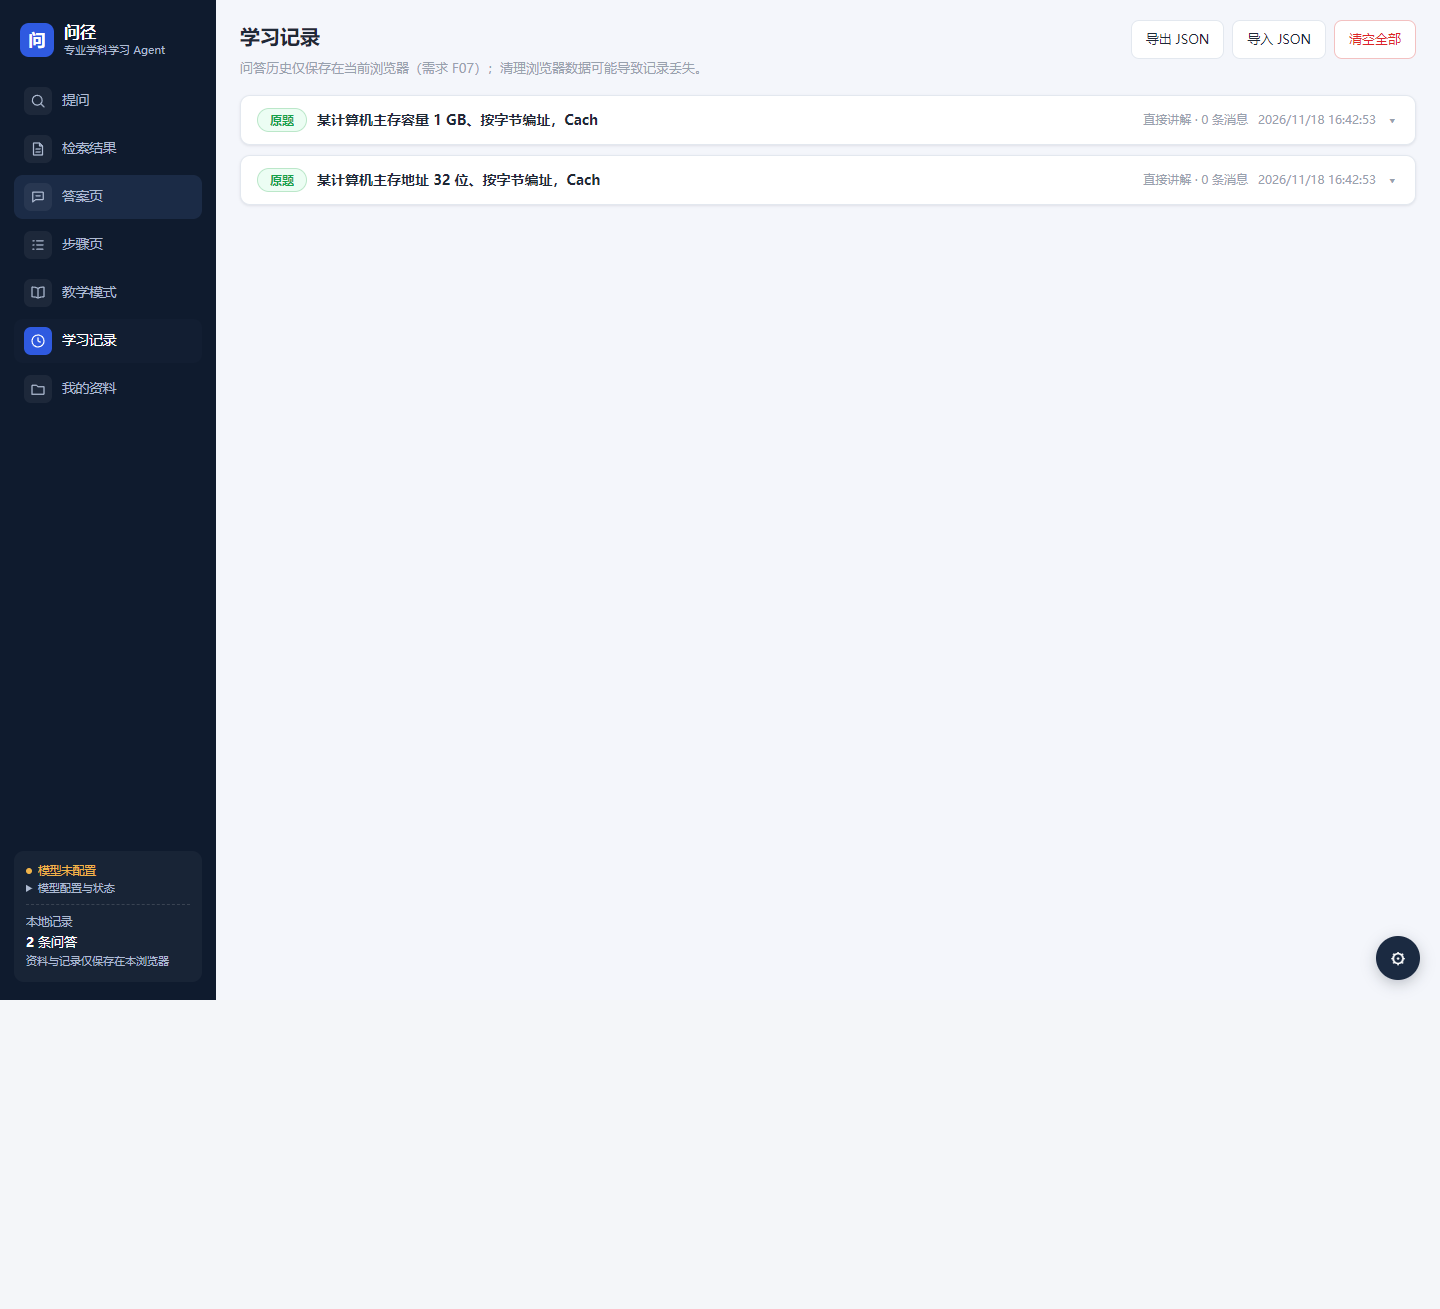 问
问径
专业学科学习 Agent
提问
检索结果
答案页
步骤页
教学模式
学习记录
我的资料
模型未配置
模型配置与状态
本地记录
2 条问答
资料与记录仅保存在本浏览器
学习记录
问答历史仅保存在当前浏览器（需求 F07）；清理浏览器数据可能导致记录丢失。
导出 JSON
导入 JSON
清空全部
原题 某计算机主存容量 1 GB、按字节编址，Cach 直接讲解 · 0 条消息 2026/11/18 16:42:53
原题 某计算机主存地址 32 位、按字节编址，Cach 直接讲解 · 0 条消息 2026/11/18 16:42:53